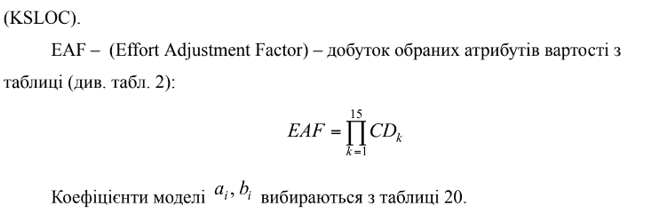 (KSLOC).
EAF – (Effort Adjustment Factor) – добуток обраних атрибутів вартості з
таблиці (див. табл. 2):
EAF = ∏_{k=1}^{15} CD_k
Коефіцієнти моделі a_i, b_i вибираються з таблиці 20.